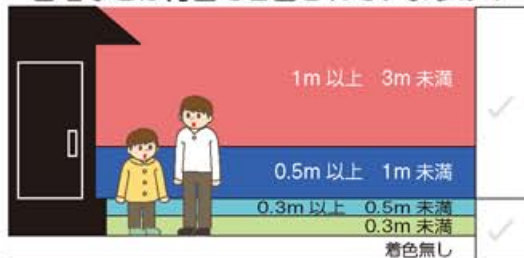 1m 以上 3m 未満
0.5m 以上 1m 未満
0.3m 以上 0.5m 未満
0.3m 未満
着色無し